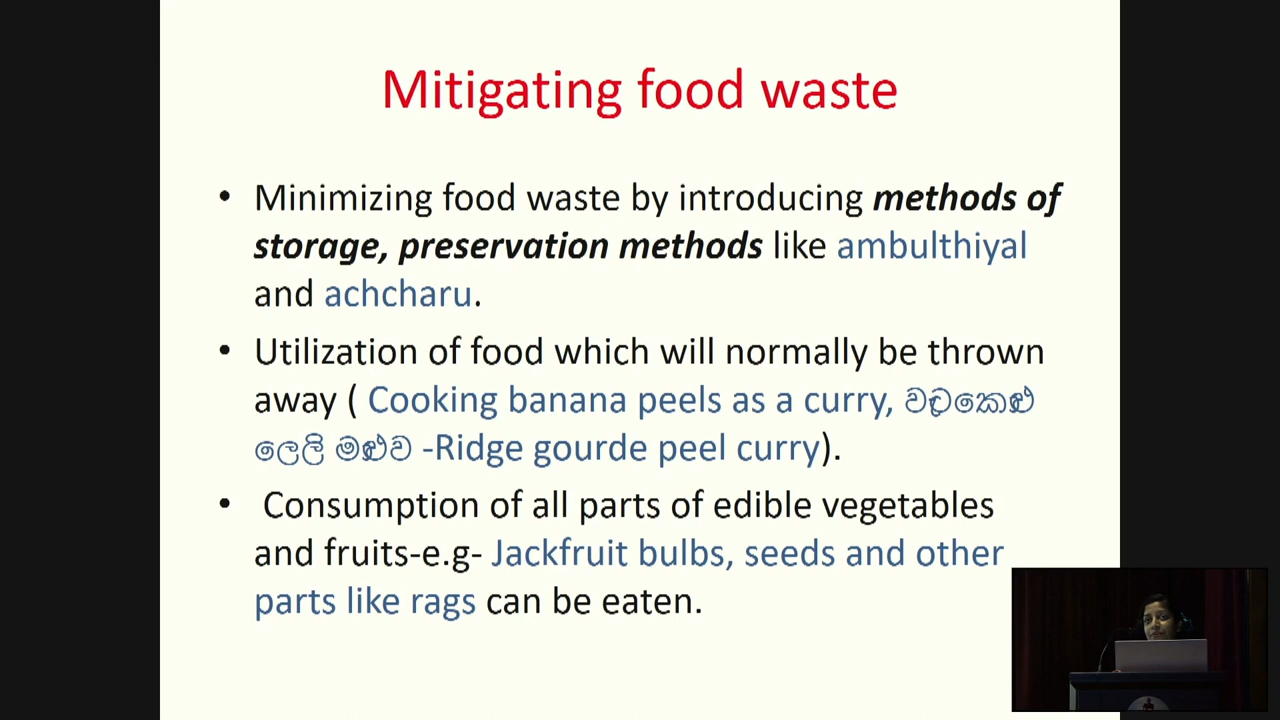 Mitigating food waste
• Minimizing food waste by introducing methods of
storage, preservation methods like ambulthiyal
and achcharu.
• Utilization of food which will normally be thrown
away ( Cooking banana peels as a curry, වැටකොළු
ලෙලි මළුව -Ridge gourde peel curry).
• Consumption of all parts of edible vegetables
and fruits-e.g- Jackfruit bulbs, seeds and other
parts like rags can be eaten.